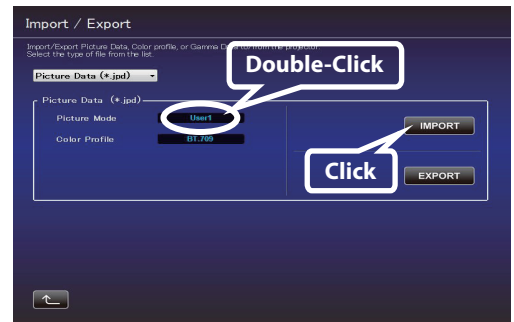 Import / Export
Import/Export Picture Data, Color profile, or Gamma D to/from the projector.
Select the type of file from the list.
Double-Click
Picture Data (*.jpd)
Picture Data (*.jpd)
Picture Mode User1
IMPORT
Color Profile BT.709
Click
EXPORT